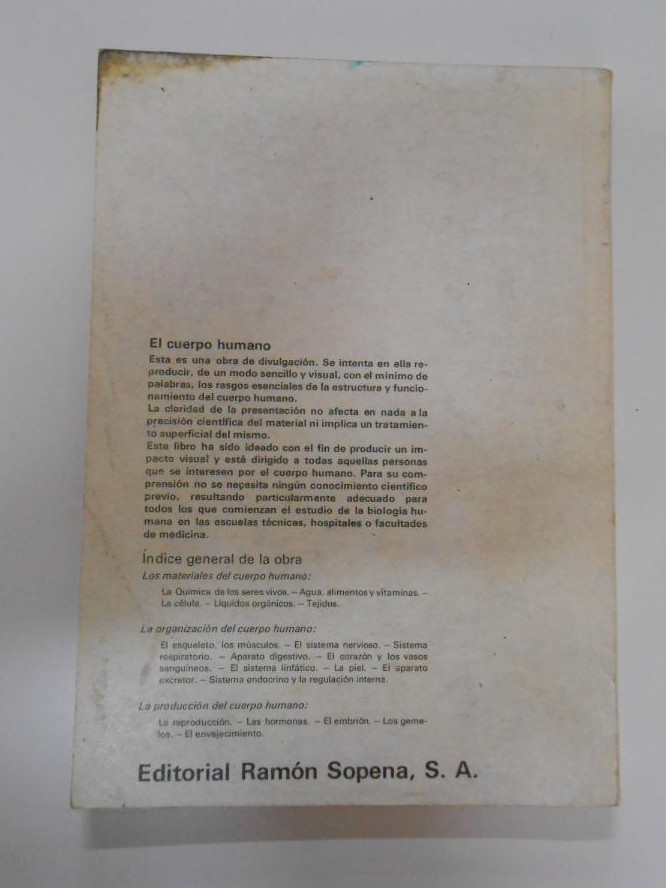 El cuerpo humano
Esta es una obra de divulgación. Se intenta en ella re-
producir, de un modo sencillo y visual, con el mínimo de
palabras, los rasgos esenciales de la estructura y funcio-
namiento del cuerpo humano.
La claridad de la presentación no afecta en nada a la
precisión científica del material ni implica un tratamien-
to superficial del mismo.
Este libro ha sido ideado con el fin de producir un im-
pacto visual y está dirigido a todas aquellas personas
que se interesen por el cuerpo humano. Para su com-
prensión no se necesita ningún conocimiento científico
previo, resultando particularmente adecuado para
todos los que comienzan el estudio de la biología hu-
mana en las escuelas técnicas, hospitales o facultades
de medicina.
Índice general de la obra
Los materiales del cuerpo humano:
La Química de los seres vivos. – Agua, alimentos y vitaminas. –
La célula. – Líquidos orgánicos. – Tejidos.
La organización del cuerpo humano:
El esqueleto, los músculos. – El sistema nervioso. – Sistema
respiratorio. – Aparato digestivo. – El corazón y los vasos
sanguíneos. – El sistema linfático. – La piel. – El aparato
excretor. – Sistema endocrino y la regulación interna.
La producción del cuerpo humano:
La reproducción. – Las hormonas. – El embrión. – Los geme-
los. – El envejecimiento.
Editorial Ramón Sopena, S. A.